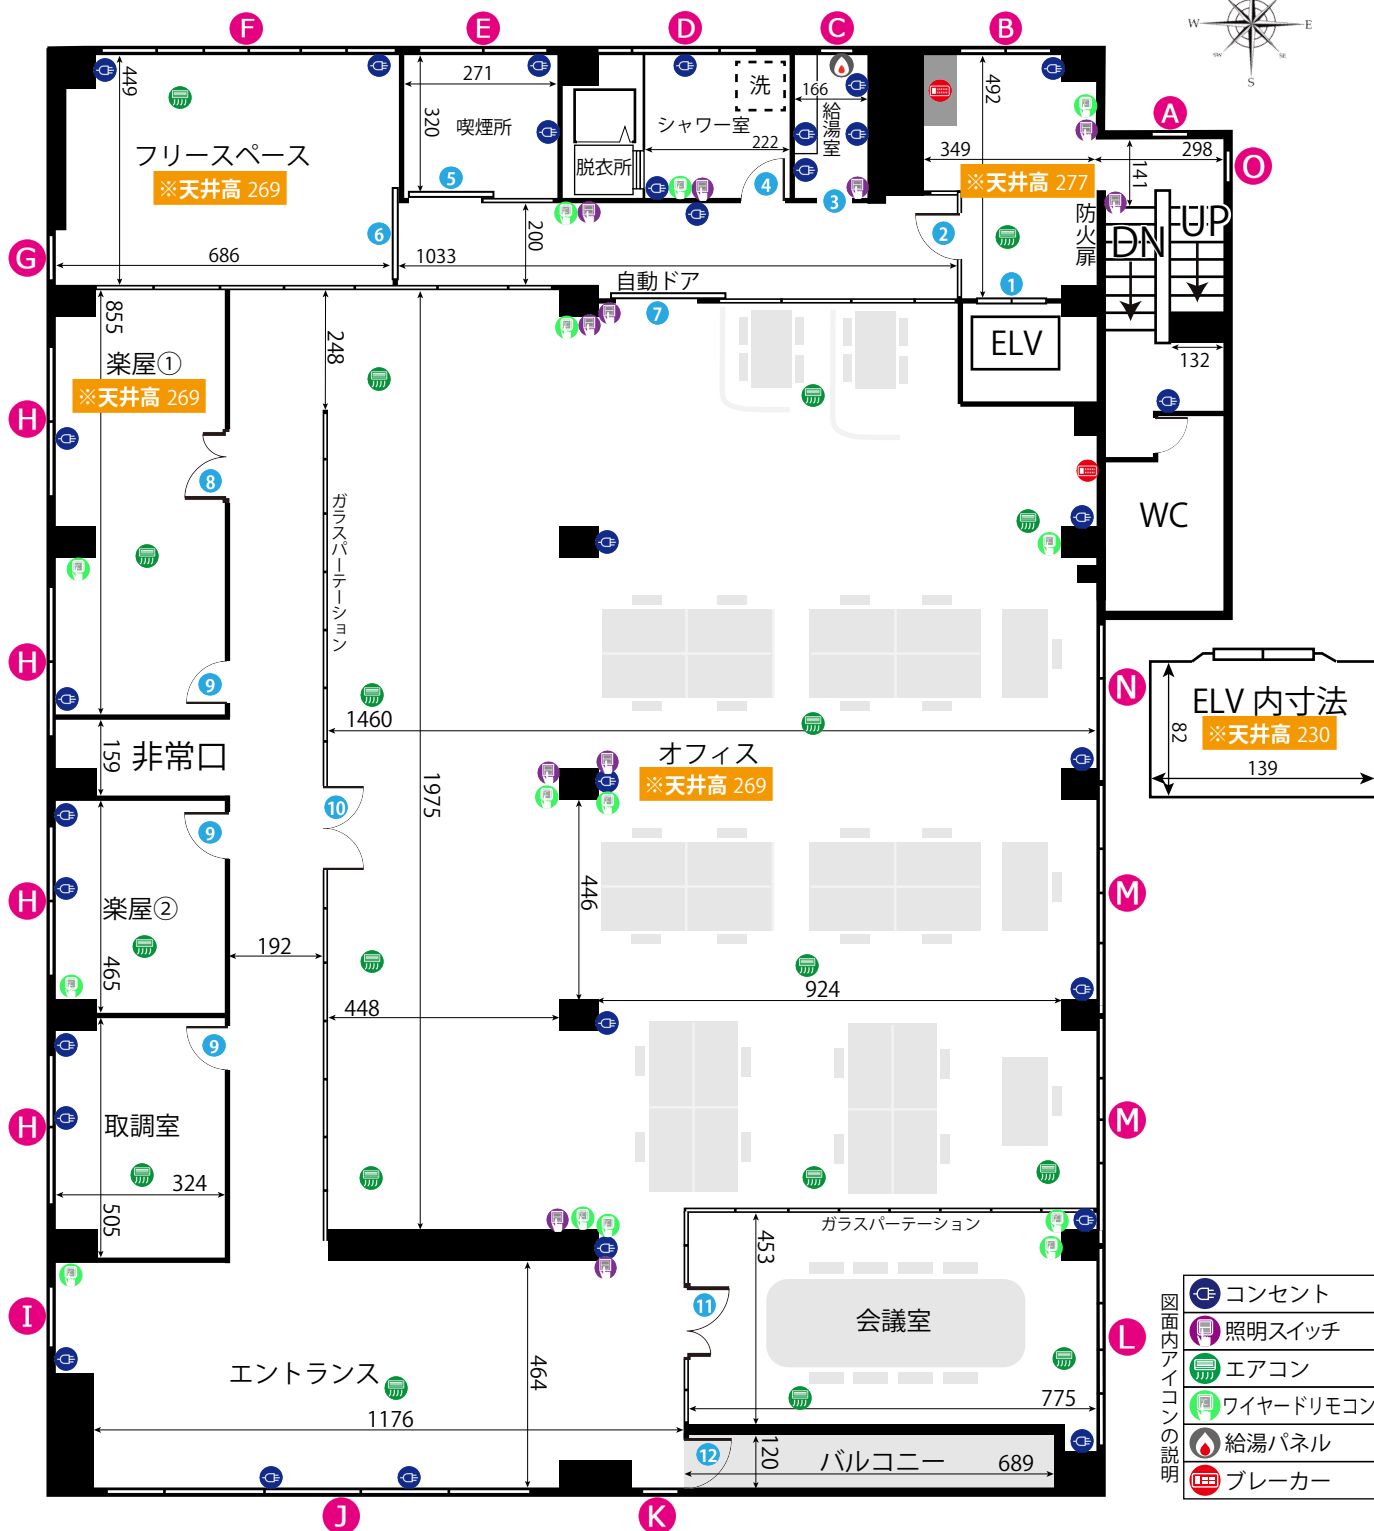 W
E
S
SW
SE
F
E
D
C
B
A
O
449
フリースペース
※天井高 269
686
271
320
喫煙所
5
6
脱衣所
シャワー室
洗
222
4
166
給湯室
3
492
349
※天井高 277
2
防火扉
1
298
141
DN
UP
132
200
1033
自動ドア
7
ELV
WC
G
H
H
H
H
I
855
楽屋①
※天井高 269
8
9
248
ガラスパーテーション
1460
1975
オフィス
※天井高 269
159
非常口
10
9
楽屋②
465
192
448
446
924
9
取調室
324
505
N
M
M
L
ELV 内寸法
※天井高 230
82
139
ガラスパーテーション
453
会議室
775
11
464
エントランス
1176
12
120
バルコニー
689
J
K
図面内アイコンの説明
コンセント
照明スイッチ
エアコン
ワイヤードリモコン
給湯パネル
ブレーカー